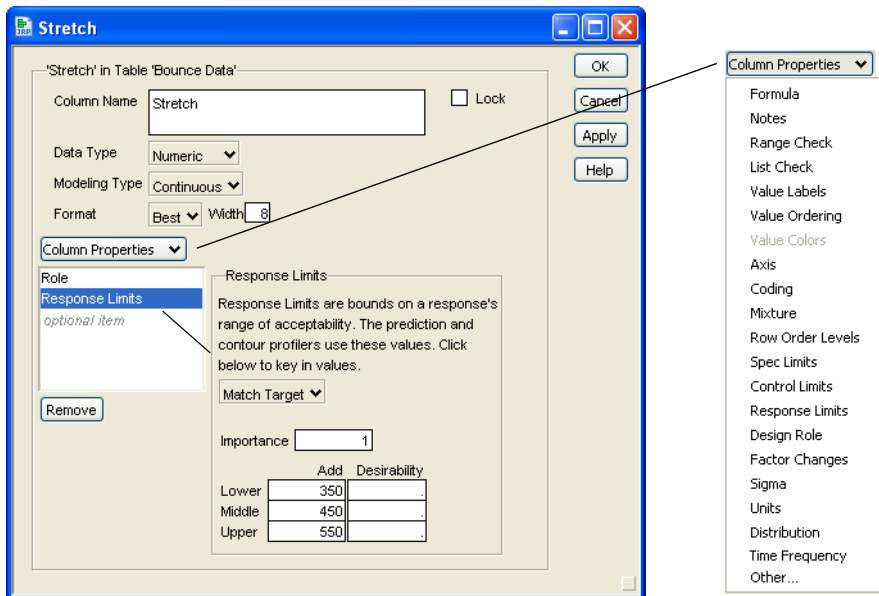 Stretch
'Stretch' in Table 'Bounce Data'
Column Name Stretch Lock
Data Type Numeric
Modeling Type Continuous
Format Best Width 8
Column Properties
Role
Response Limits
optional item
Remove
Response Limits
Response Limits are bounds on a response's
range of acceptability. The prediction and
contour profilers use these values. Click
below to key in values.
Match Target
Importance 1
Add Desirability
Lower 350 .
Middle 450 .
Upper 550 .
OK
Cancel
Apply
Help
Column Properties
Formula
Notes
Range Check
List Check
Value Labels
Value Ordering
Value Colors
Axis
Coding
Mixture
Row Order Levels
Spec Limits
Control Limits
Response Limits
Design Role
Factor Changes
Sigma
Units
Distribution
Time Frequency
Other...